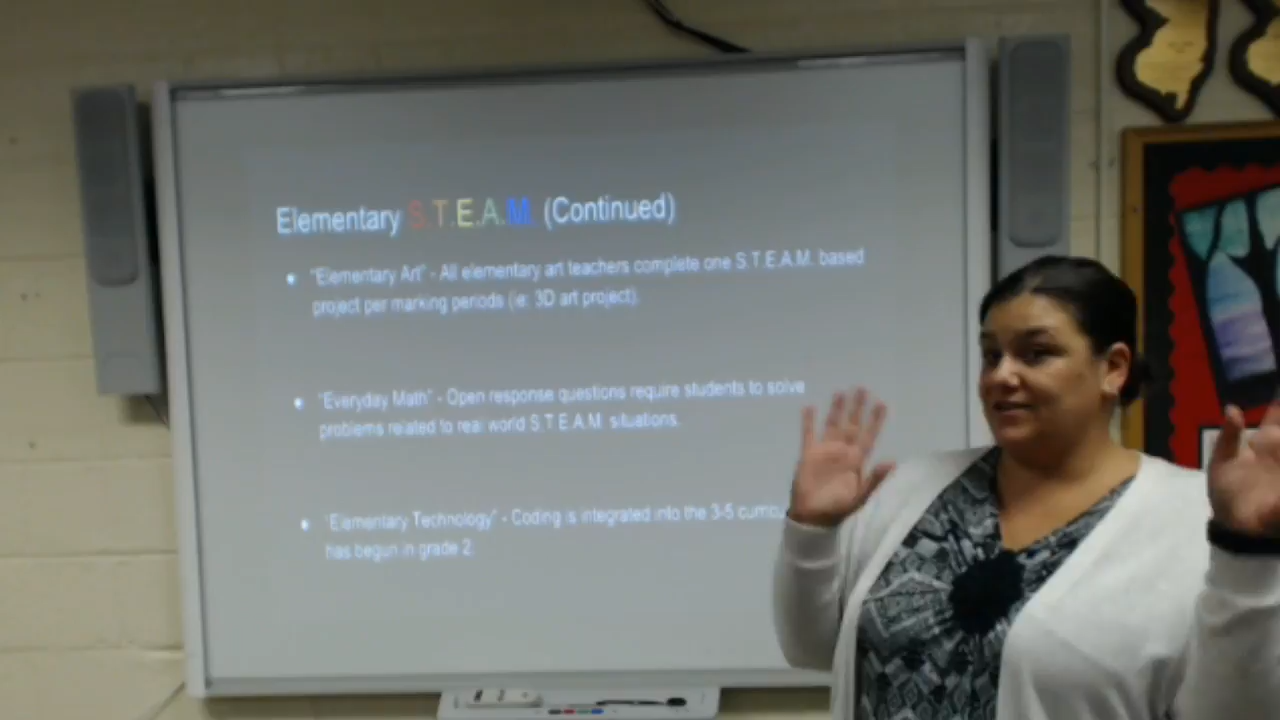 Elementary S.T.E.A.M. (Continued)
• "Elementary Art" - All elementary art teachers complete one S.T.E.A.M. based
project per marking periods (ie: 3D art project).
• "Everyday Math" - Open response questions require students to solve
problems related to real world S.T.E.A.M. situations.
• "Elementary Technology" - Coding is integrated into the 3-5
has begun in grade 2.